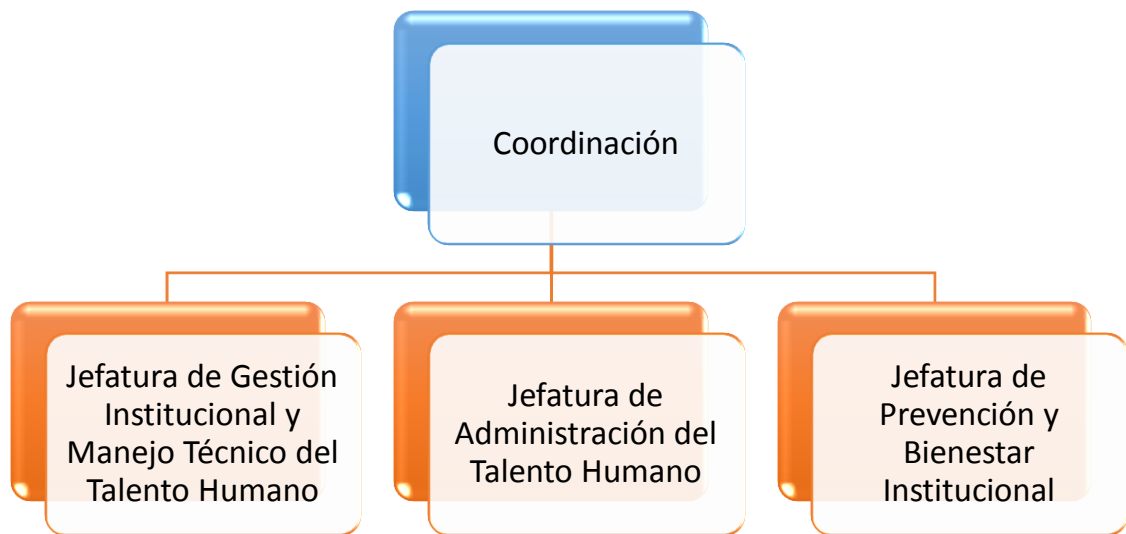 Coordinación
Jefatura de Gestión
Institucional y
Manejo Técnico del
Talento Humano
Jefatura de
Administración del
Talento Humano
Jefatura de
Prevención y
Bienestar
Institucional